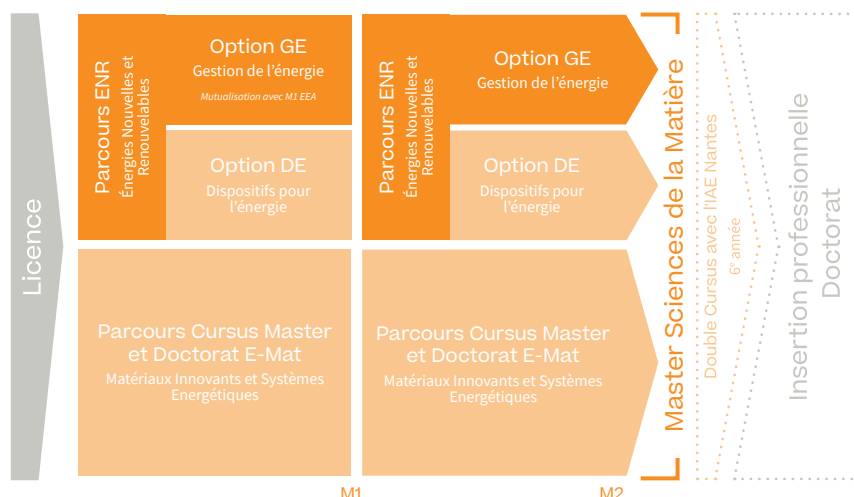 Licence
Parcours ENR
Énergies Nouvelles et
Renouvelables
Option GE
Gestion de l'énergie
Mutualisation avec M1 EEA
Option DE
Dispositifs pour
l'énergie
Parcours Cursus Master
et Doctorat E-Mat
Matériaux Innovants et Systèmes
Energétiques
M1
Parcours ENR
Énergies Nouvelles et
Renouvelables
Option GE
Gestion de l'énergie
Option DE
Dispositifs pour
l'énergie
Parcours Cursus Master
et Doctorat E-Mat
Matériaux Innovants et Systèmes
Energétiques
M2
Master Sciences de la Matière
Double Cursus avec l'IAE Nantes
6e année
Insertion professionnelle
Doctorat